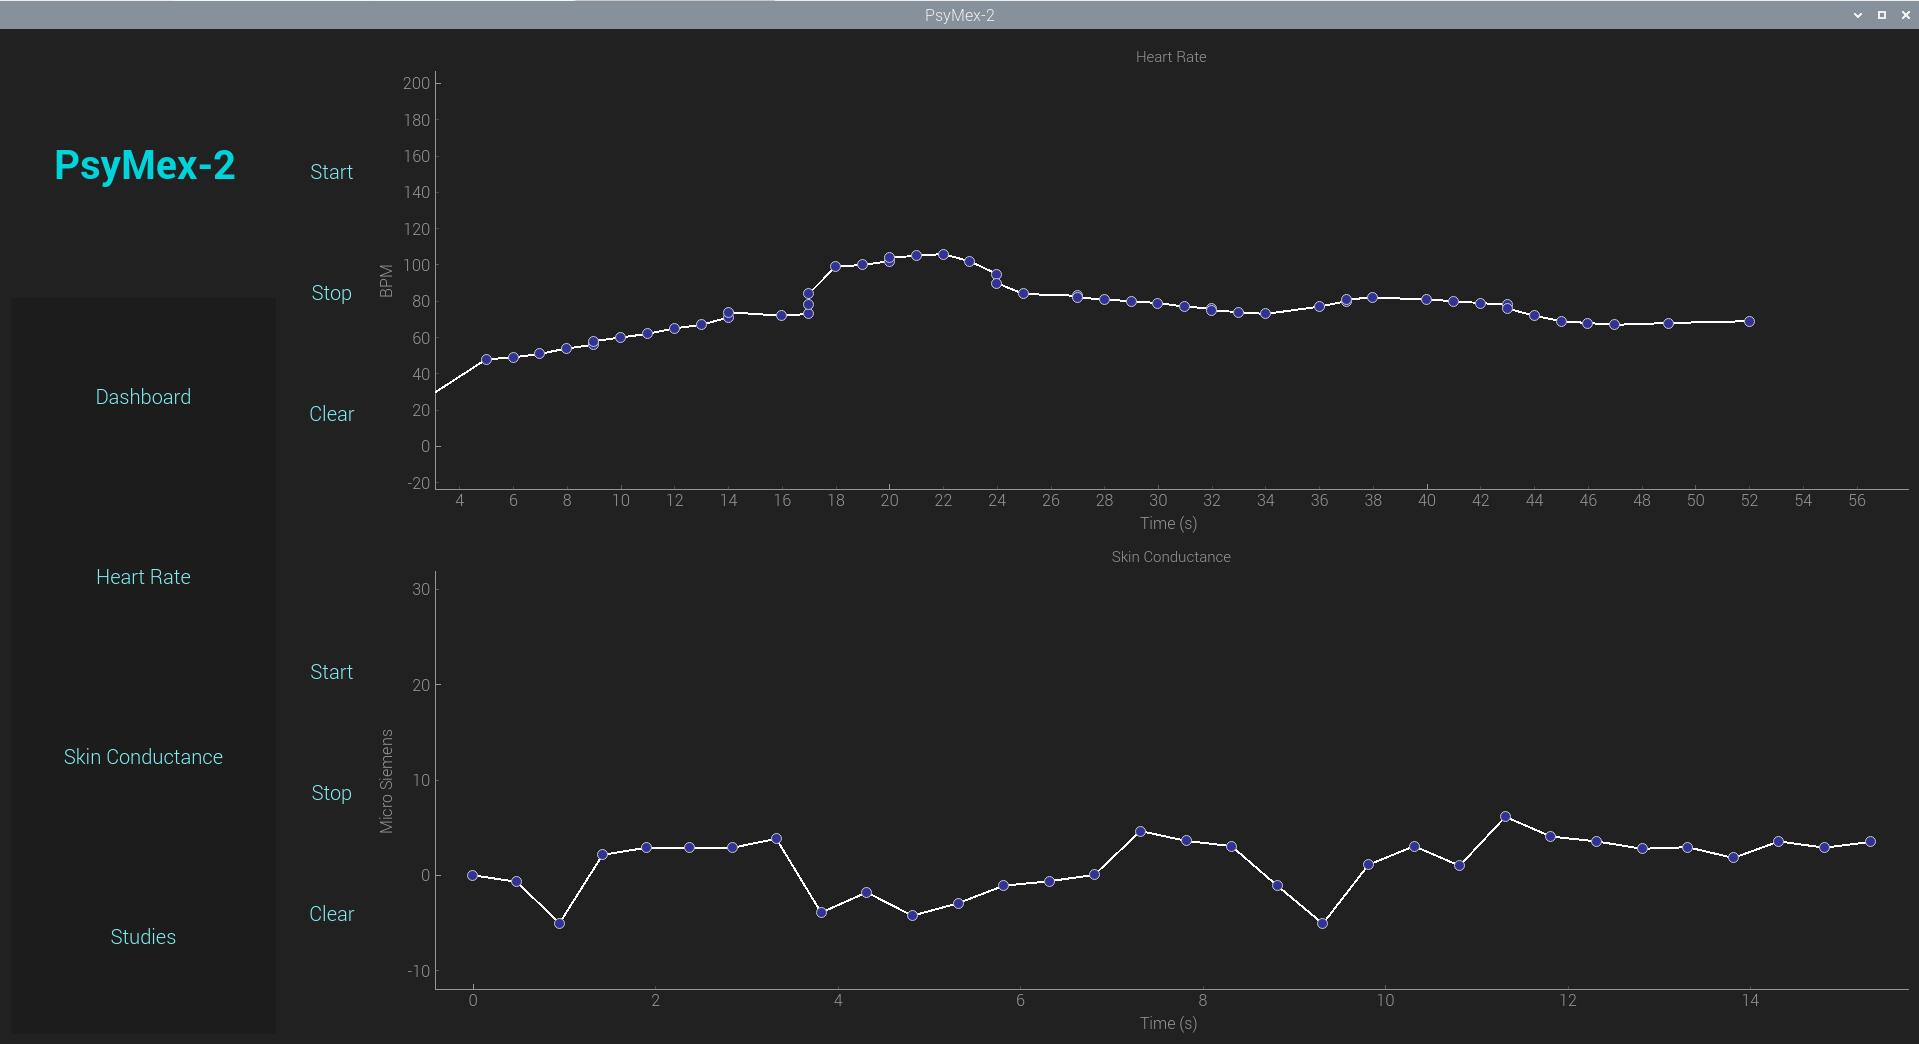 PsyMex-2
PsyMex-2
Dashboard
Heart Rate
Skin Conductance
Studies
Start
Stop
Clear
Heart Rate
BPM
200
180
160
140
120
100
80
60
40
20
0
-20
4 6 8 10 12 14 16 18 20 22 24 26 28 30 32 34 36 38 40 42 44 46 48 50 52 54 56
Time (s)
Start
Stop
Clear
Skin Conductance
Micro Siemens
30
20
10
0
-10
0 2 4 6 8 10 12 14
Time (s)